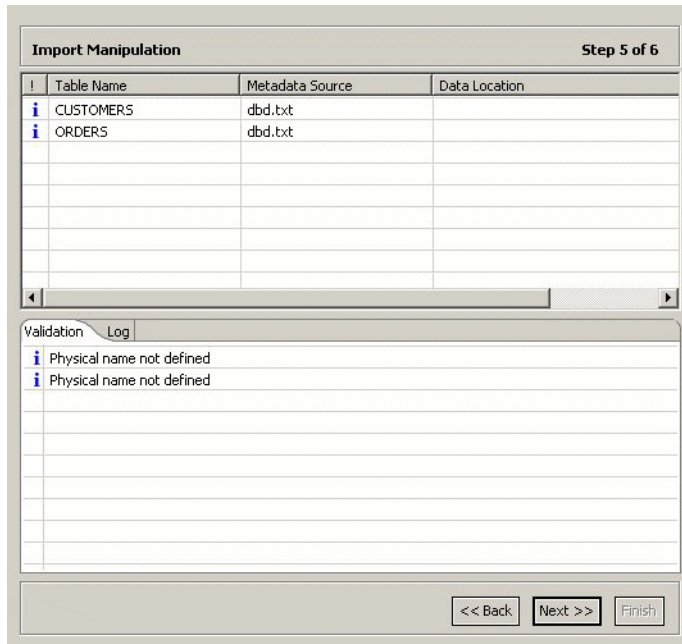 Import Manipulation Step 5 of 6
! Table Name Metadata Source Data Location
i CUSTOMERS dbd.txt
i ORDERS dbd.txt
Validation Log
i Physical name not defined
i Physical name not defined
<< Back Next >> Finish